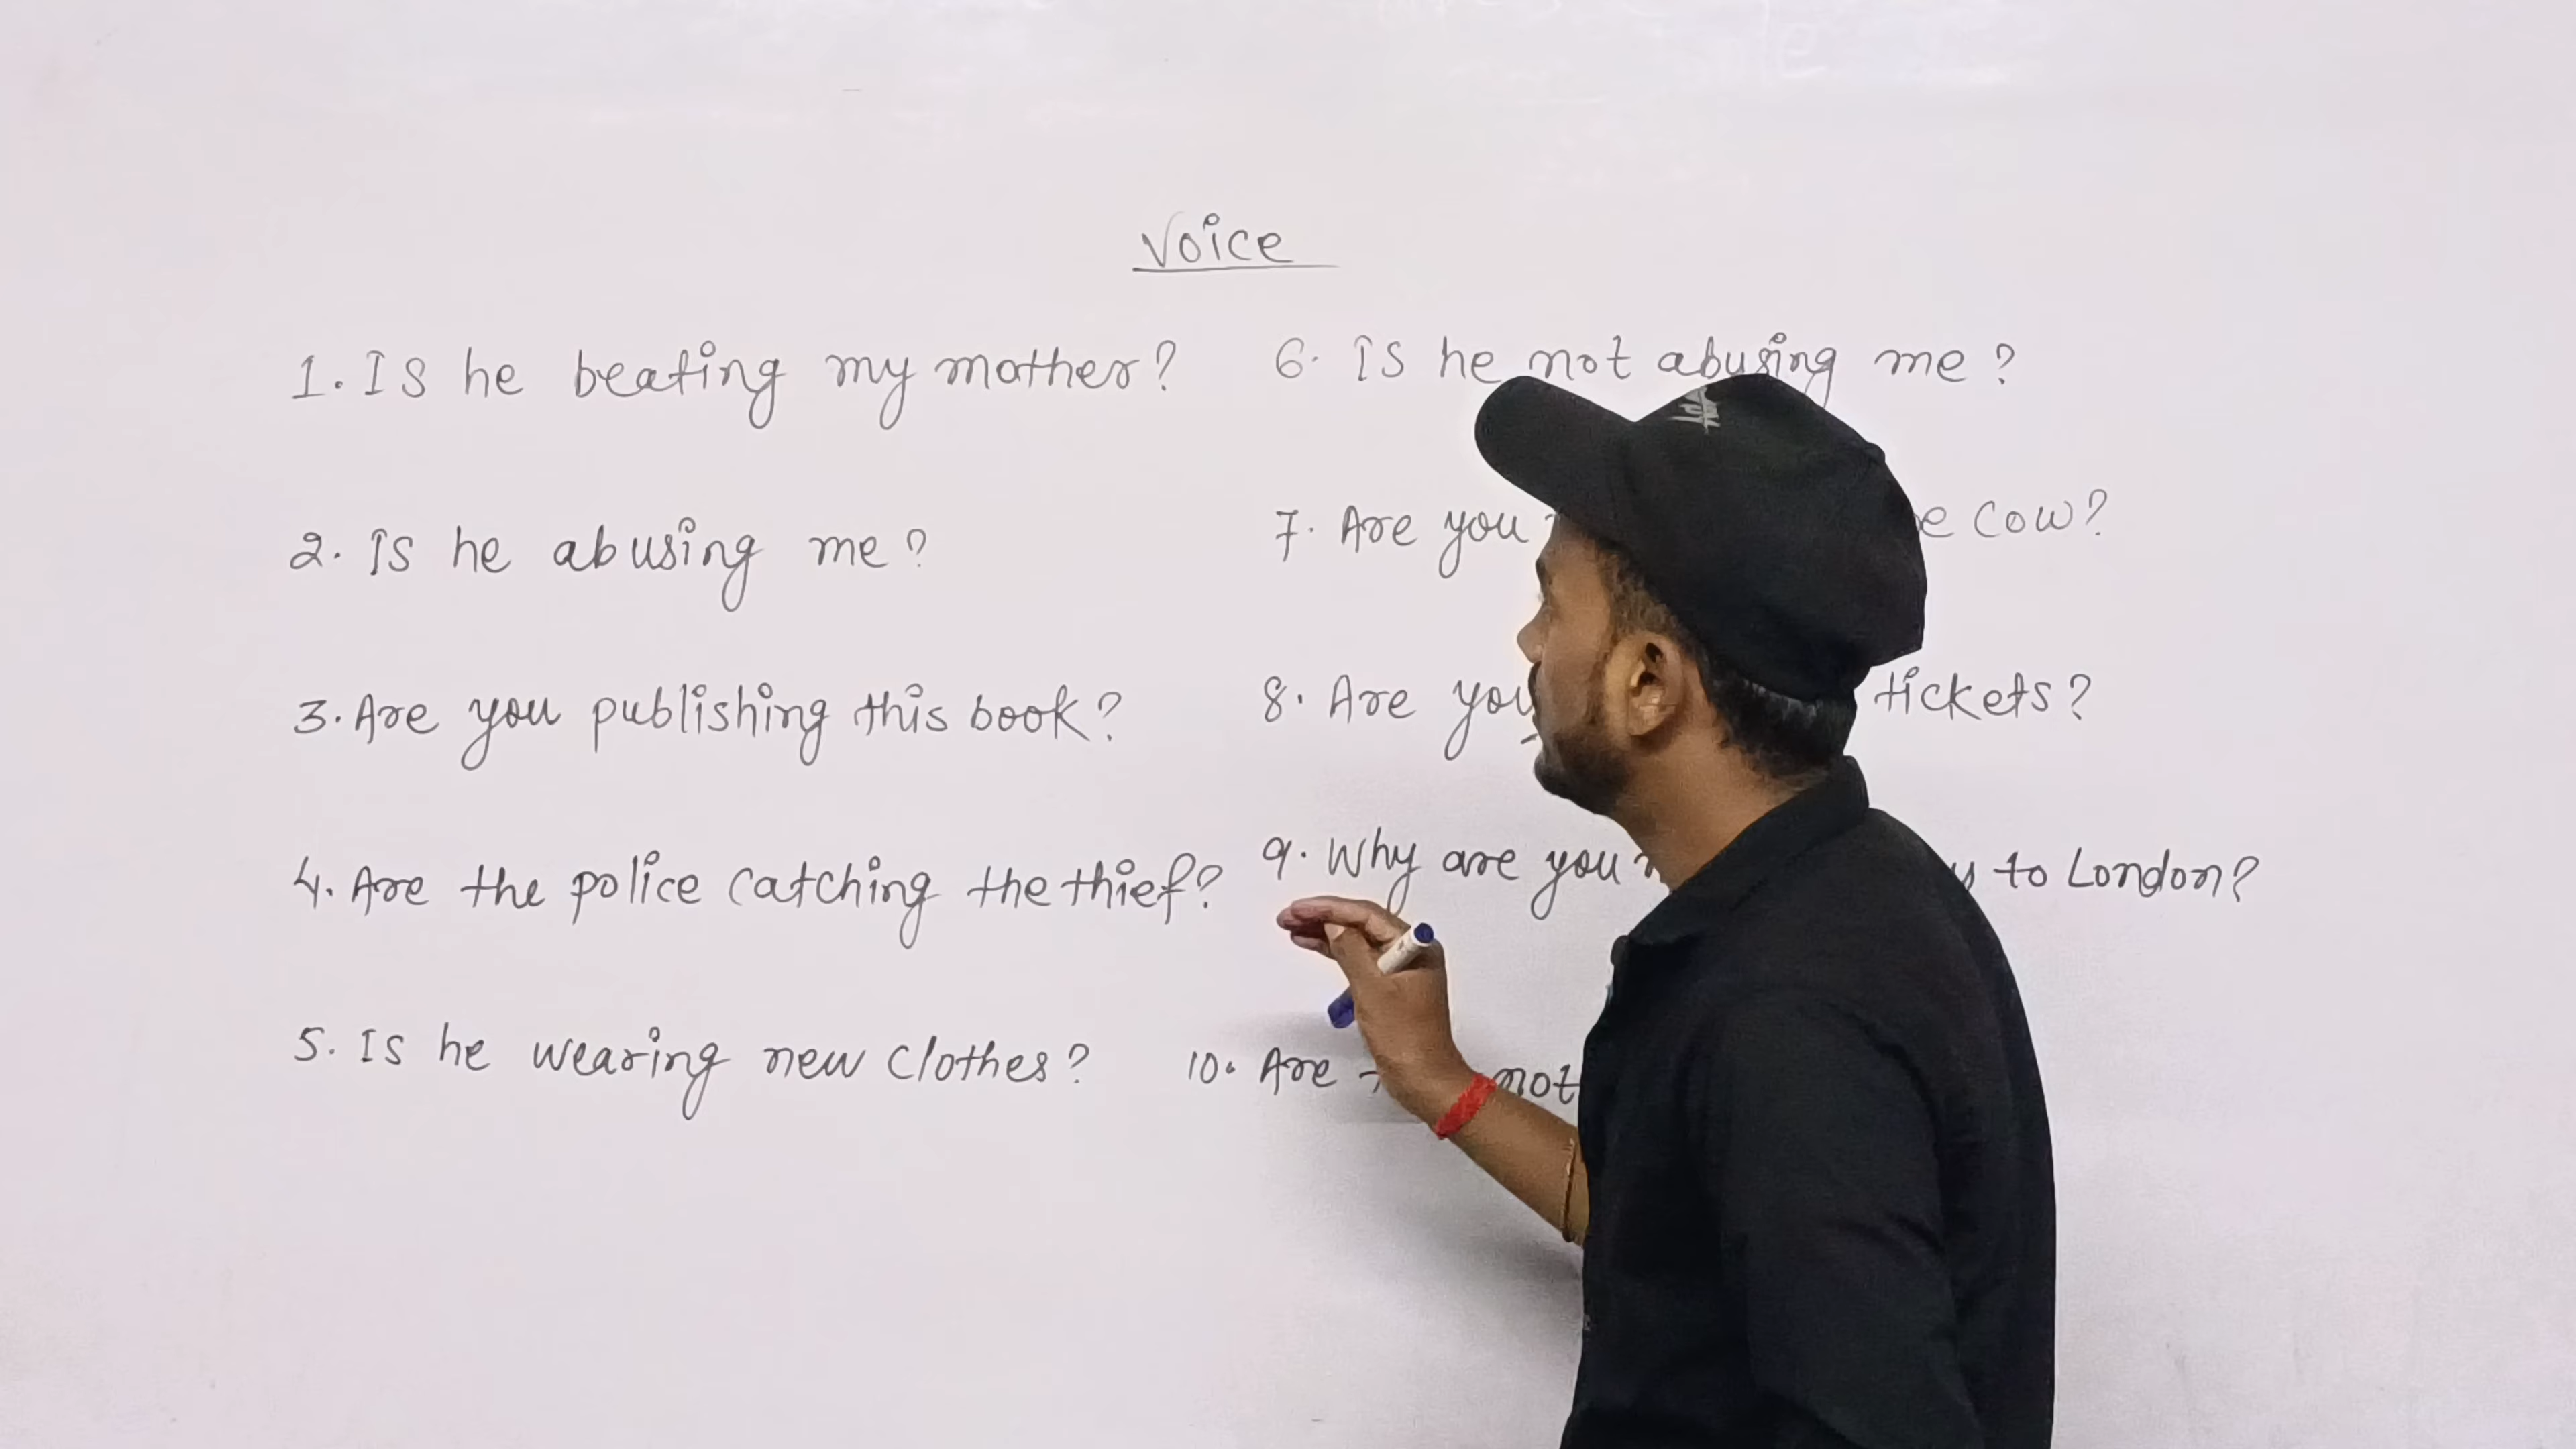 Voice
1. Is he beating my mother?
2. Is he abusing me?
3. Are you publishing this book?
4. Are the police catching the thief?
5. Is he wearing new clothes?
6. Is he not abusing me?
7. Are you cow?
8. Are you tickets?
9. Why are you to London?
10. Are not